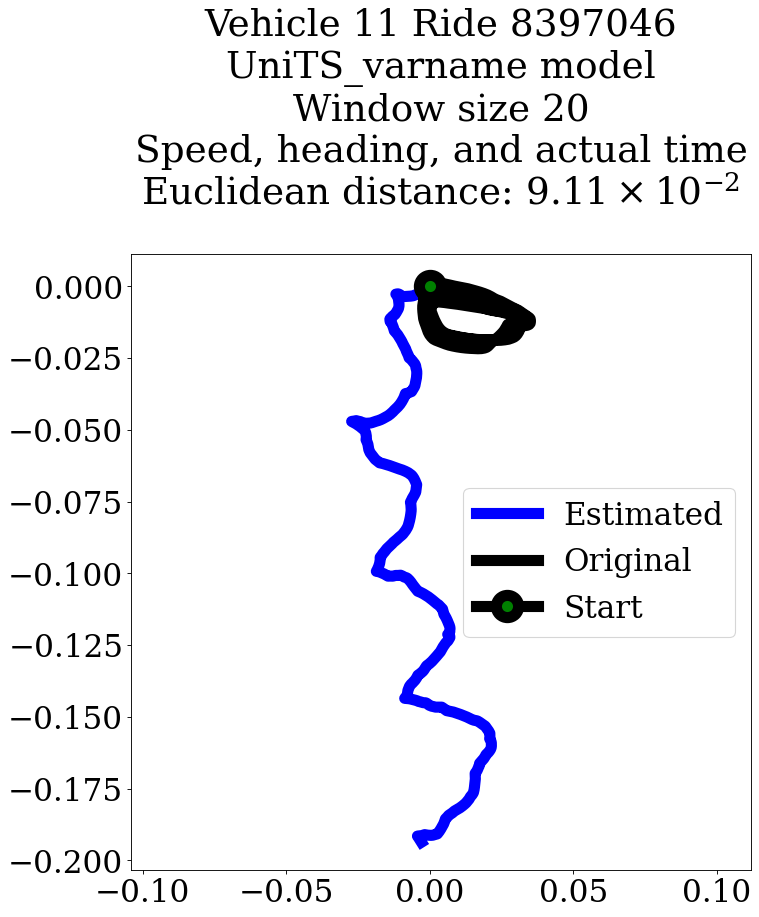 Vehicle 11 Ride 8397046
UniTS_varname model
Window size 20
Speed, heading, and actual time
Euclidean distance: 9.11 × 10⁻²
0.000
−0.025
−0.050
−0.075
−0.100
−0.125
−0.150
−0.175
−0.200
Estimated
Original
Start
−0.10 −0.05 0.00 0.05 0.10